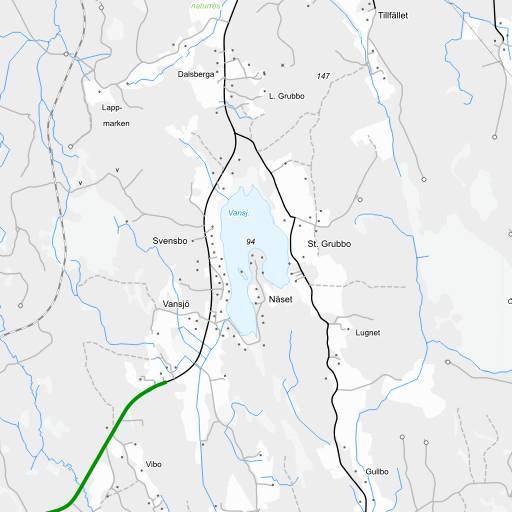 naturres
Tillfället
Dalsberga
147
L. Grubbo
Lapp-
marken
Vansj.
Svensbo
94
St. Grubbo
Näset
Vansjö
Lugnet
Vibo
Gullbo